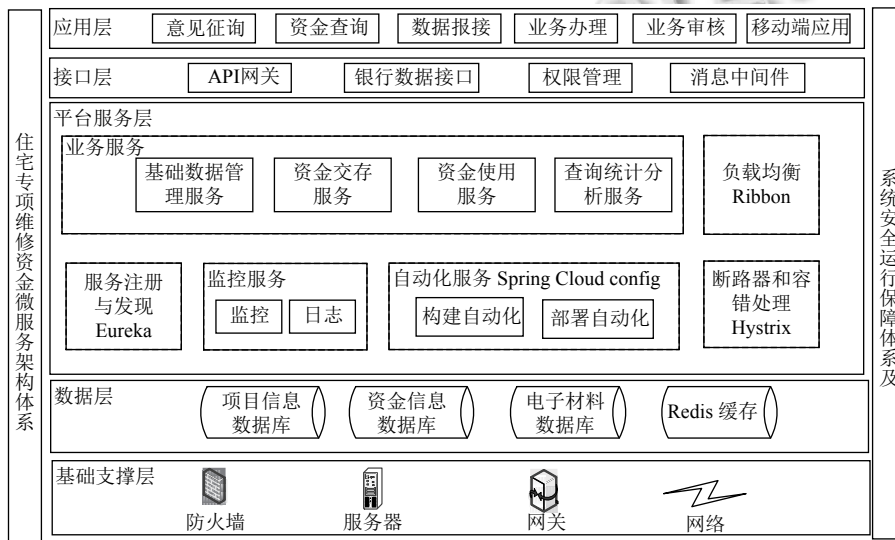 应用层
意见征询
资金查询
数据报接
业务办理
业务审核
移动端应用
接口层
API网关
银行数据接口
权限管理
消息中间件
平台服务层
业务服务
基础数据管
理服务
资金交存
服务
资金使用
服务
查询统计分
析服务
负载均衡
Ribbon
服务注册
与发现
Eureka
监控服务
监控
日志
自动化服务 Spring Cloud config
构建自动化
部署自动化
断路器和容
错处理
Hystrix
数据层
项目信息
数据库
资金信息
数据库
电子材料
数据库
Redis 缓存
基础支撑层
防火墙
服务器
网关
网络
住宅专项维修资金微服务架构体系
系统安全运行保障体系及